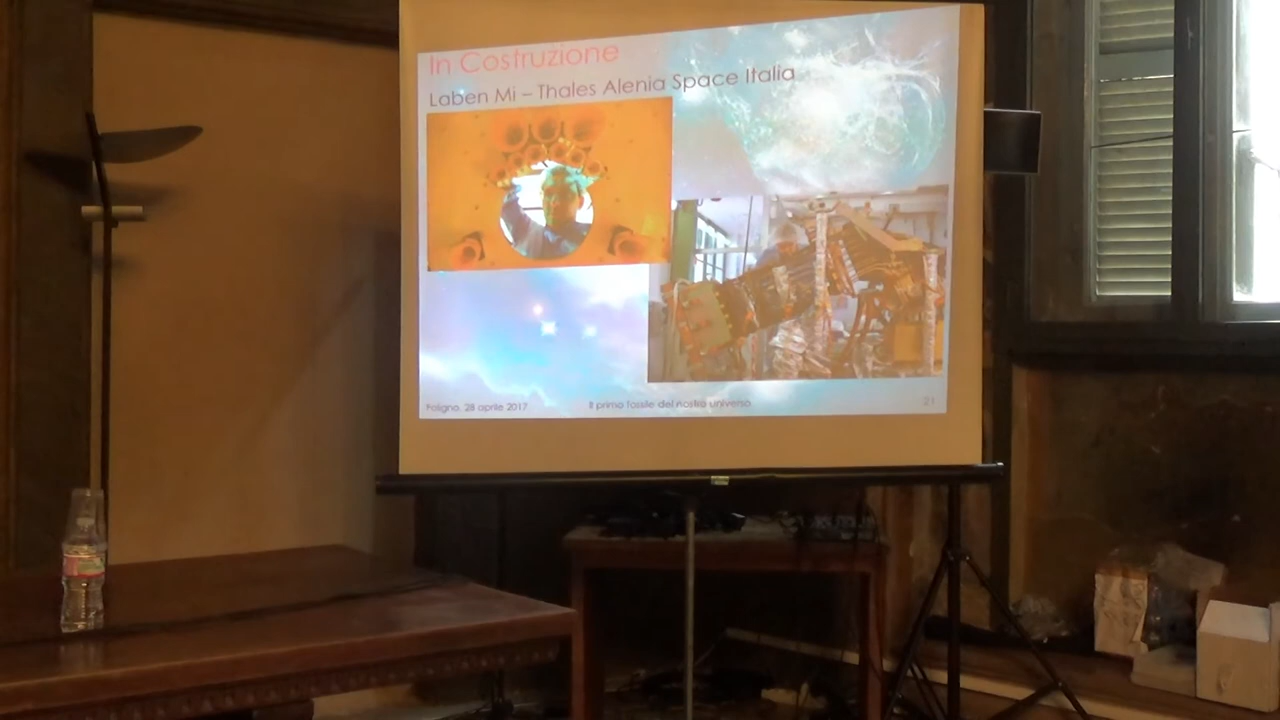 In Costruzione
Laben Mi – Thales Alenia Space Italia
Foligno, 28 aprile 2017
Il primo fossile del nostro universo
21